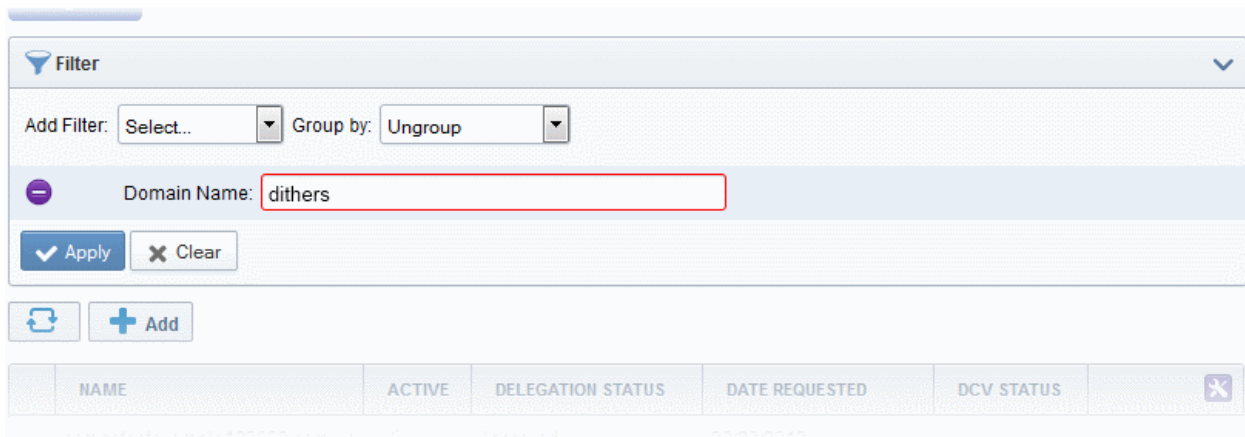 Filter
Add Filter: Select... Group by: Ungroup
Domain Name: dithers
Apply Clear
Add
NAME ACTIVE DELEGATION STATUS DATE REQUESTED DCV STATUS